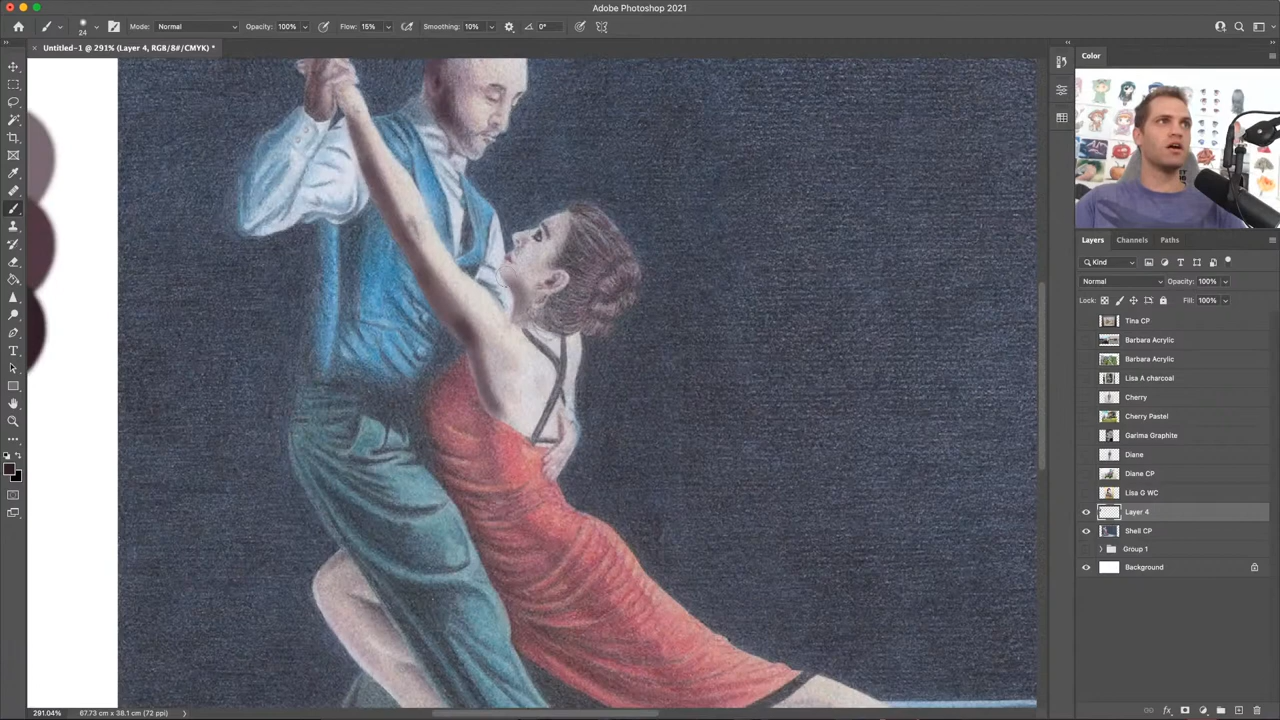 Adobe Photoshop 2021
24
Mode: Normal
Opacity: 100%
Flow: 15%
Smoothing: 10%
0°
Untitled-1 @ 291% (Layer 4, RGB/8#/CMYK) *
Color
Layers
Channels
Paths
Kind
Normal
Opacity: 100%
Lock:
Fill: 100%
Tina CP
Barbara Acrylic
Barbara Acrylic
Lisa A charcoal
Cherry
Cherry Pastel
Garima Graphite
Diane
Diane CP
Lisa G WC
Layer 4
Shell CP
Group 1
Background
291.04%
67.73 cm x 38.1 cm (72 ppi)